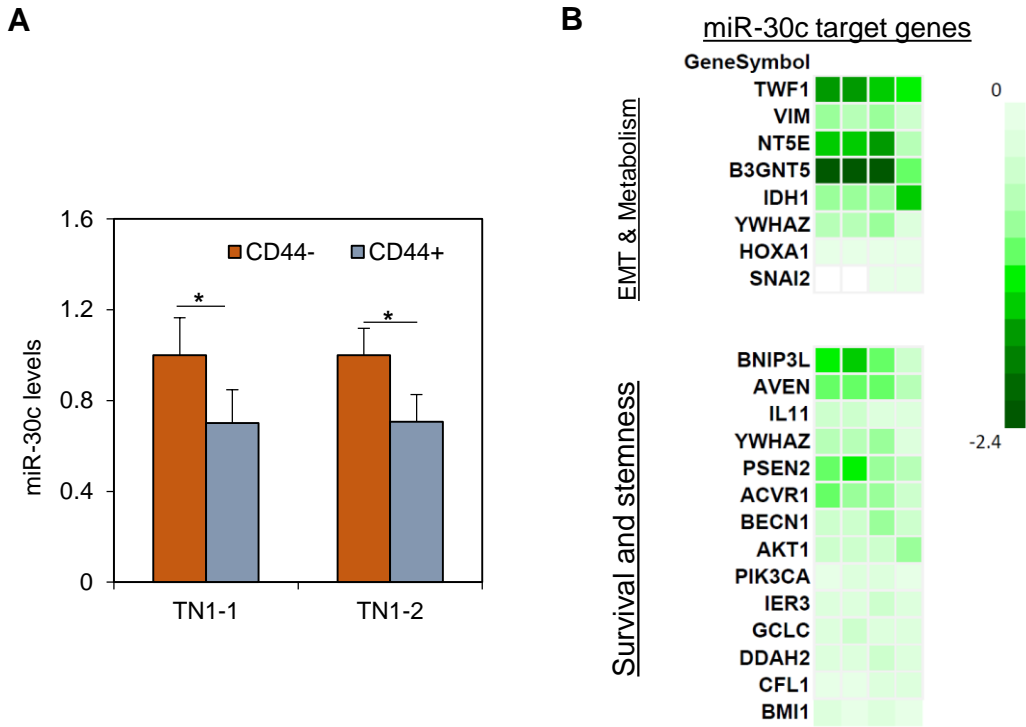 A
1.6
1.2
0.8
0.4
0
miR-30c levels
CD44- CD44+
*
*
TN1-1 TN1-2
B
miR-30c target genes
GeneSymbol
EMT & Metabolism
TWF1
VIM
NT5E
B3GNT5
IDH1
YWHAZ
HOXA1
SNAI2
Survival and stemness
BNIP3L
AVEN
IL11
YWHAZ
PSEN2
ACVR1
BECN1
AKT1
PIK3CA
IER3
GCLC
DDAH2
CFL1
BMI1
0
-2.4